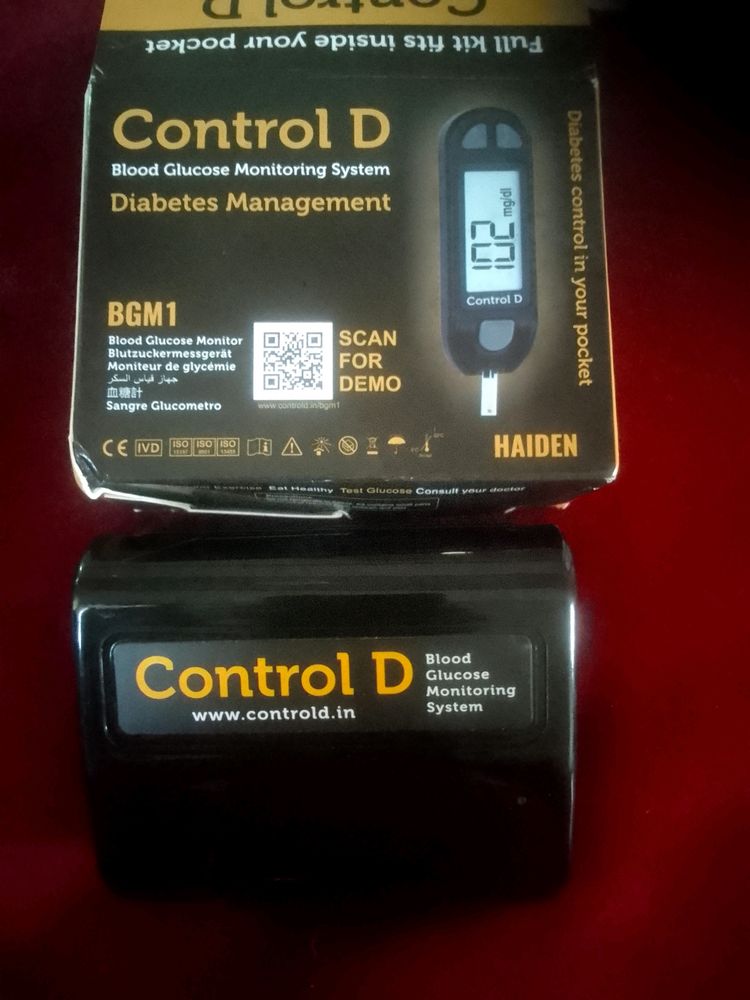 Control D
Full kit fits inside your pocket
Control D
Blood Glucose Monitoring System
Diabetes Management
102 mg/dl
Control D
Diabetes control in your pocket
BGM1
Blood Glucose Monitor
Blutzuckermessgerät
Moniteur de glycémie
جهاز قياس السكر
血糖計
Sangre Glucometro
SCAN
FOR
DEMO
www.controld.in/bgm1
CE IVD ISO ISO ISO
HAIDEN
Exercise Eat Healthy Test Glucose Consult your doctor
Control D
www.controld.in
Blood
Glucose
Monitoring
System